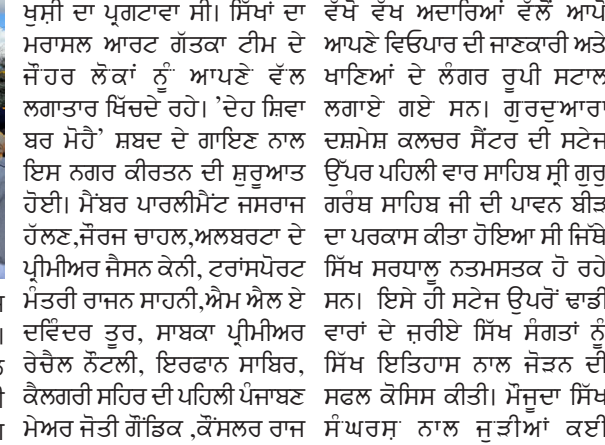 ਖੁਸ਼ੀ ਦਾ ਪ੍ਰਗਟਾਵਾ ਸੀ। ਸਿੱਖਾਂ ਦਾ
ਮਰਾਸਲ ਆਰਟ ਗੱਤਕਾ ਟੀਮ ਦੇ
ਜੌਹਰ ਲੋਕਾਂ ਨੂੰ ਆਪਣੇ ਵੱਲ
ਲਗਾਤਾਰ ਖਿੱਚਦੇ ਰਹੇ। 'ਦੇਹ ਸ਼ਿਵਾ
ਬਰ ਮੋਹੈ' ਸ਼ਬਦ ਦੇ ਗਾਇਣ ਨਾਲ
ਇਸ ਨਗਰ ਕੀਰਤਨ ਦੀ ਸ਼ੁਰੂਆਤ
ਹੋਈ। ਮੈਂਬਰ ਪਾਰਲੀਮੈਂਟ ਜਸਰਾਜ
ਹੱਲਣ,ਜੌਰਜ ਚਾਹਲ,ਅਲਬਰਟਾ ਦੇ
ਪ੍ਰੀਮੀਅਰ ਜੈਸਨ ਕੇਨੀ, ਟਰਾਂਸਪੋਰਟ
ਮੰਤਰੀ ਰਾਜਨ ਸਾਹਨੀ,ਐਮ ਐਲ ਏ
ਦਵਿੰਦਰ ਤੂਰ, ਸਾਬਕਾ ਪ੍ਰੀਮੀਅਰ
ਰੇਚੈਲ ਨੌਟਲੀ, ਇਰਫਾਨ ਸਾਬਿਰ,
ਕੈਲਗਰੀ ਸਹਿਰ ਦੀ ਪਹਿਲੀ ਪੰਜਾਬਣ
ਮੇਅਰ ਜੋਤੀ ਗੌਂਡਿਕ ,ਕੌਂਸਲਰ ਰਾਜ
ਵੱਖੋ ਵੱਖ ਅਦਾਰਿਆਂ ਵੱਲੋਂ ਆਪੋ
ਆਪਣੇ ਵਿਓਪਾਰ ਦੀ ਜਾਣਕਾਰੀ ਅਤੇ
ਖਾਣਿਆਂ ਦੇ ਲੰਗਰ ਰੂਪੀ ਸਟਾਲ
ਲਗਾਏ ਗਏ ਸਨ। ਗੁਰਦੁਆਰਾ
ਦਸ਼ਮੇਸ਼ ਕਲਚਰ ਸੈਂਟਰ ਦੀ ਸਟੇਜ
ਉੱਪਰ ਪਹਿਲੀ ਵਾਰ ਸਾਹਿਬ ਸ੍ਰੀ ਗੁਰੁ
ਗਰੰਥ ਸਾਹਿਬ ਜੀ ਦੀ ਪਾਵਨ ਬੀੜ
ਦਾ ਪਰਕਾਸ ਕੀਤਾ ਹੋਇਆ ਸੀ ਜਿੱਥੇ
ਸਿੱਖ ਸਰਧਾਲੂ ਨਤਮਸਤਕ ਹੋ ਰਹੇ
ਸਨ। ਇਸੇ ਹੀ ਸਟੇਜ ਉਪਰੋਂ ਢਾਡੀ
ਵਾਰਾਂ ਦੇ ਜ਼ਰੀਏ ਸਿੱਖ ਸੰਗਤਾਂ ਨੂੰ
ਸਿੱਖ ਇਤਿਹਾਸ ਨਾਲ ਜੋੜਨ ਦੀ
ਸਫਲ ਕੋਸਿਸ ਕੀਤੀ। ਮੌਜੂਦਾ ਸਿੱਖ
ਸੰਘਰਸ਼ ਨਾਲ ਜੁੜੀਆਂ ਕਈ